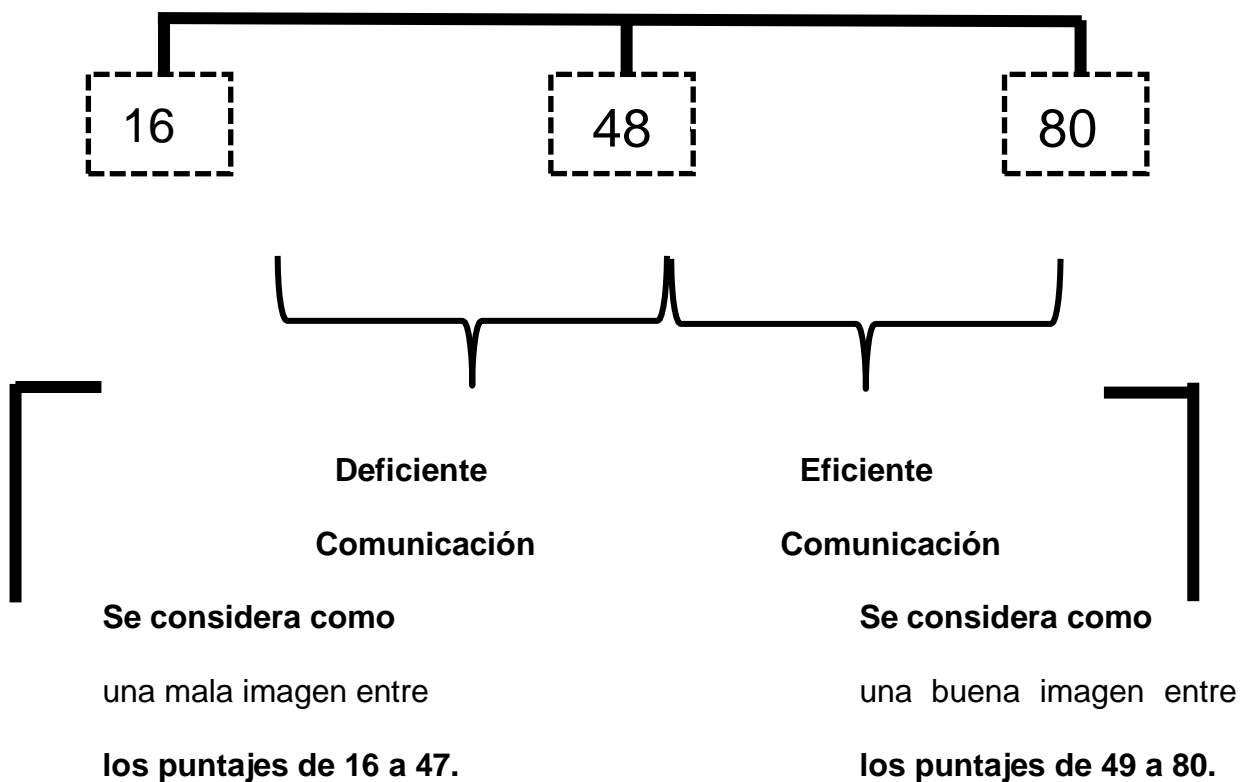 16 48 80
Deficiente Eficiente
Comunicación Comunicación
Se considera como Se considera como
una mala imagen entre una buena imagen entre
los puntajes de 16 a 47. los puntajes de 49 a 80.